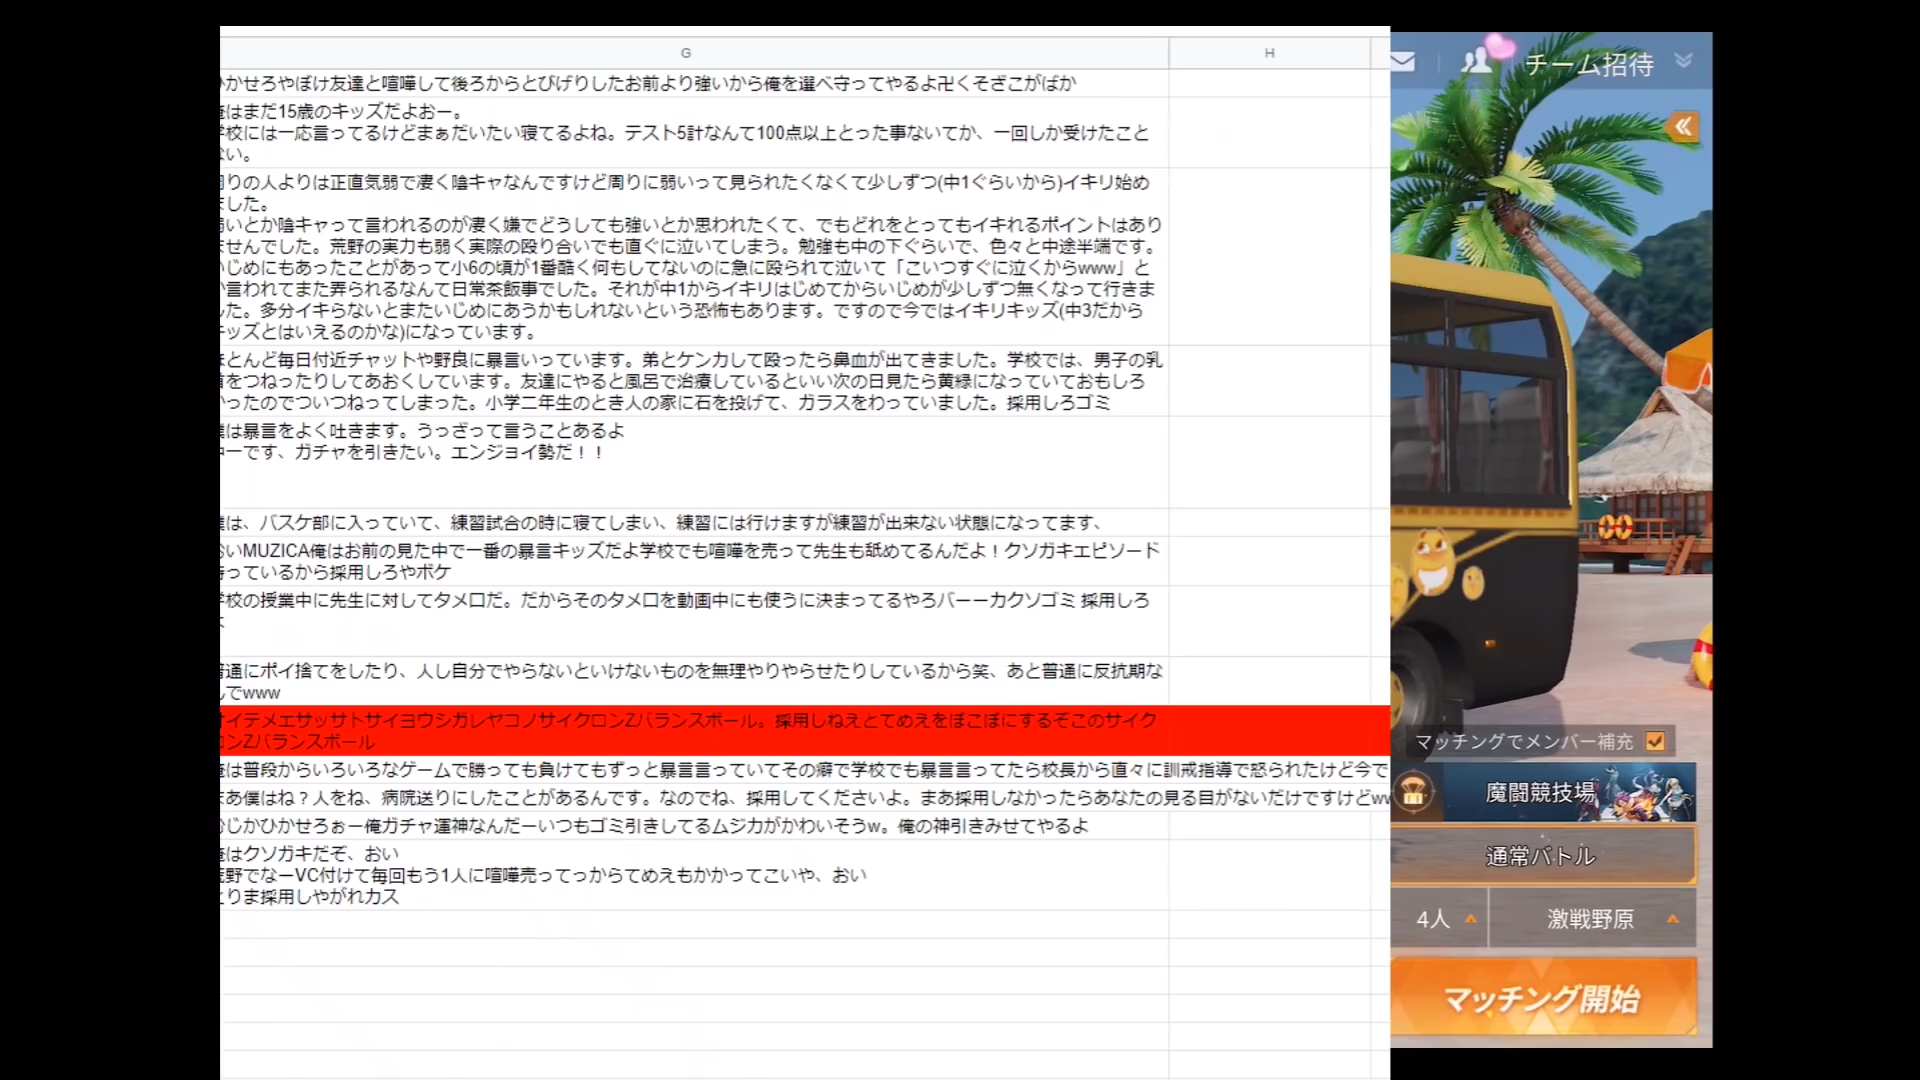 G
H
ひかせろやぼけ友達と喧嘩して後ろからとびげりしたお前より強いから俺を選べ守ってやるよ卍くそざこがばか
俺はまだ15歳のキッズだよおー。
学校には一応言ってるけどまぁだいたい寝てるよね。テスト5計なんて100点以上とった事ないてか、一回しか受けたこと
ない。
周りの人よりは正直気弱で凄く陰キャなんですけど周りに弱いって見られたくなくて少しずつ(中1ぐらいから)イキリ始め
ました。
弱いとか陰キャって言われるのが凄く嫌でどうしても強いとか思われたくて、でもどれをとってもイキれるポイントはあり
ませんでした。荒野の実力も弱く実際の殴り合いでも直ぐに泣いてしまう。勉強も中の下ぐらいで、色々と中途半端です。
いじめにもあったことがあって小6の頃が1番酷く何もしてないのに急に殴られて泣いて「こいつすぐに泣くからwww」と
か言われてまた弄られるなんて日常茶飯事でした。それが中1からイキリはじめてからいじめが少しずつ無くなって行きま
した。多分イキらないとまたいじめにあうかもしれないという恐怖もあります。ですので今ではイキリキッズ(中3だから
キッズとはいえるのかな)になっています。
ほとんど毎日付近チャットや野良に暴言いっています。弟とケンカして殴ったら鼻血が出てきました。学校では、男子の乳
首をつねったりしてあおくしています。友達にやると風呂で治療しているといい次の日見たら黄緑になっていておもしろ
かったのでついつねってしまった。小学二年生のとき人の家に石を投げて、ガラスをわっていました。採用しろゴミ
僕は暴言をよく吐きます。うっざって言うことあるよ
ゆーです、ガチャを引きたい。エンジョイ勢だ！！
僕は、バスケ部に入っていて、練習試合の時に寝てしまい、練習には行けますが練習が出来ない状態になってます、
おいMUZICA俺はお前の見た中で一番の暴言キッズだよ学校でも喧嘩を売って先生も舐めてるんだよ！クソガキエピソード
待っているから採用しろやボケ
学校の授業中に先生に対してタメ口だ。だからそのタメ口を動画中にも使うに決まってるやろバーーカクソゴミ 採用しろ
よ
普通にポイ捨てをしたり、人し自分でやらないといけないものを無理やりやらせたりしているから笑、あと普通に反抗期な
んでwww
オイテメエサッサトサイヨウシガレヤコノサイクロンZバランスボール。採用しねえとてめえをぼこぼにするぞこのサイク
ロンZバランスボール
俺は普段からいろいろなゲームで勝っても負けてもずっと暴言言っていてその癖で学校でも暴言言ってたら校長から直々に訓戒指導で怒られたけど今で
まあ僕はね？人をね、病院送りにしたことがあるんです。なのでね、採用してくださいよ。まあ採用しなかったらあなたの見る目がないだけですけどww
むじかひかせろぉー俺ガチャ運神なんだーいつもゴミ引きしてるムジカがかわいそうw。俺の神引きみせてやるよ
俺はクソガキだぞ、おい
荒野でなーVC付けて毎回もう1人に喧嘩売ってっからてめえもかかってこいや、おい
とりま採用しやがれカス
チーム招待
マッチングでメンバー補充
魔闘競技場
通常バトル
4人
激戦野原
マッチング開始